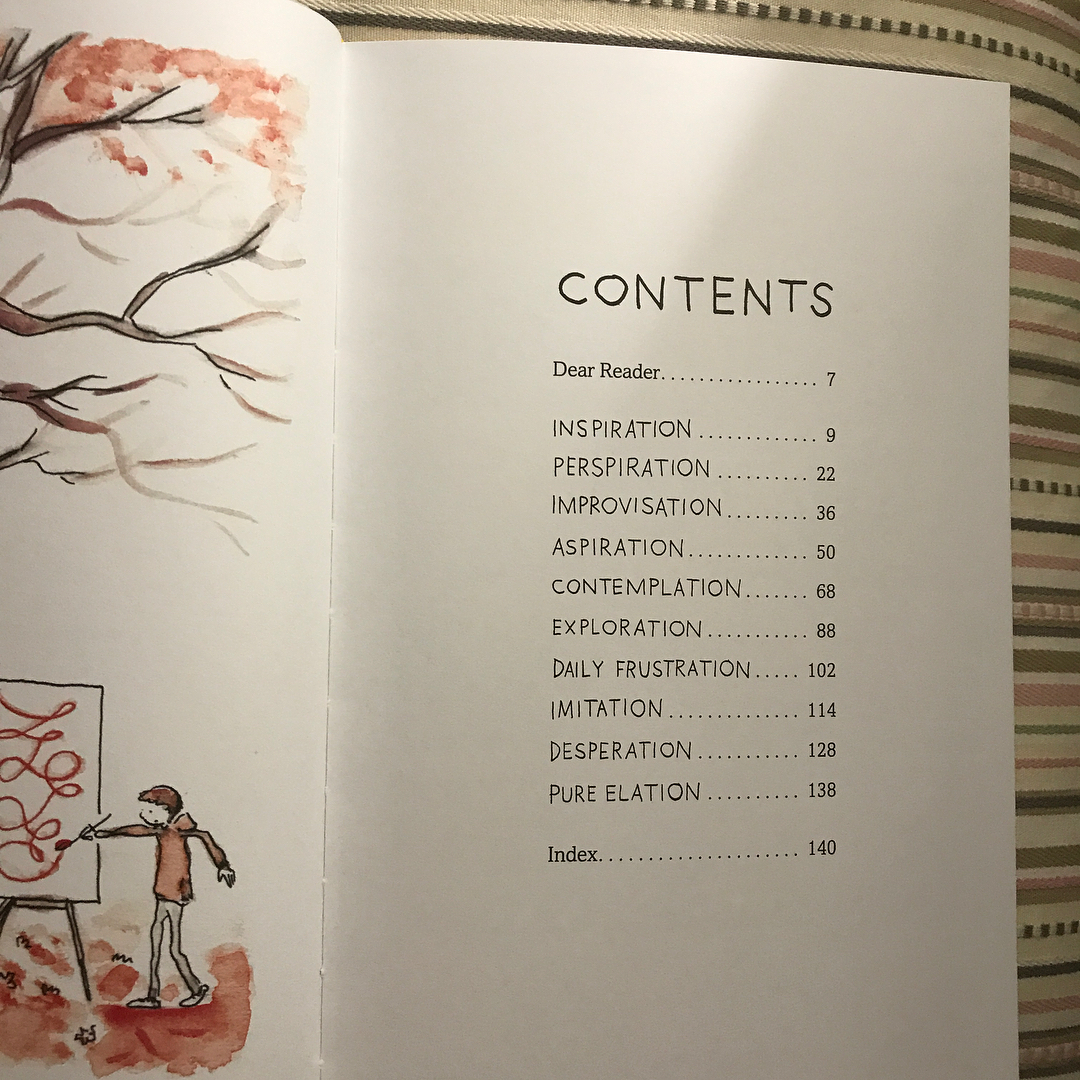 CONTENTS
Dear Reader................. 7
INSPIRATION ............. 9
PERSPIRATION .......... 22
IMPROVISATION ......... 36
ASPIRATION ............. 50
CONTEMPLATION ....... 68
EXPLORATION ........... 88
DAILY FRUSTRATION ..... 102
IMITATION .............. 114
DESPERATION ........... 128
PURE ELATION .......... 138
Index..................... 140